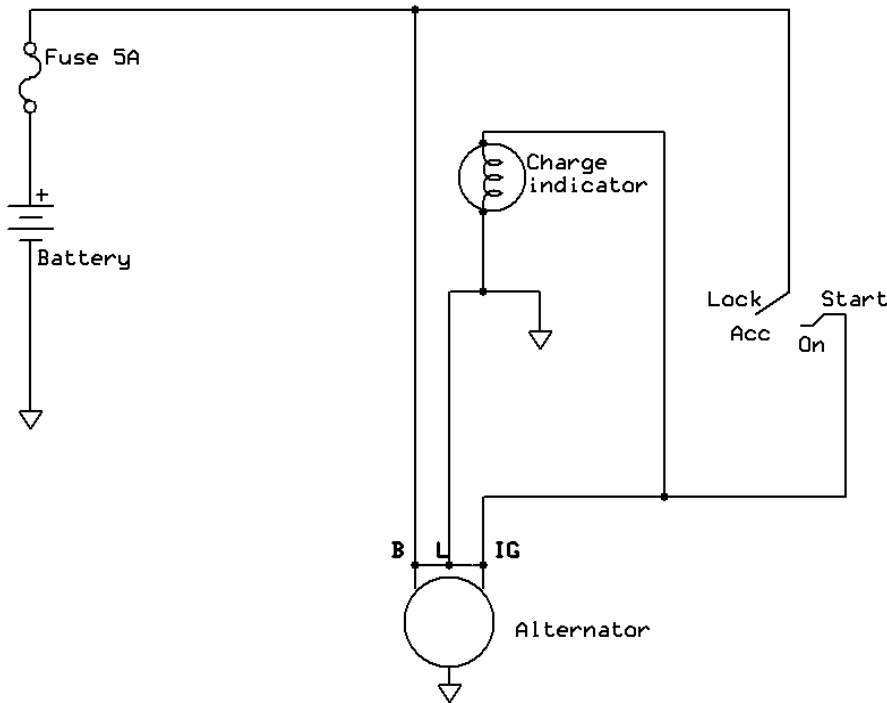 Fuse 5A
+
Charge
indicator
Battery
Lock
Start
Acc
On
B
L
IG
Alternator